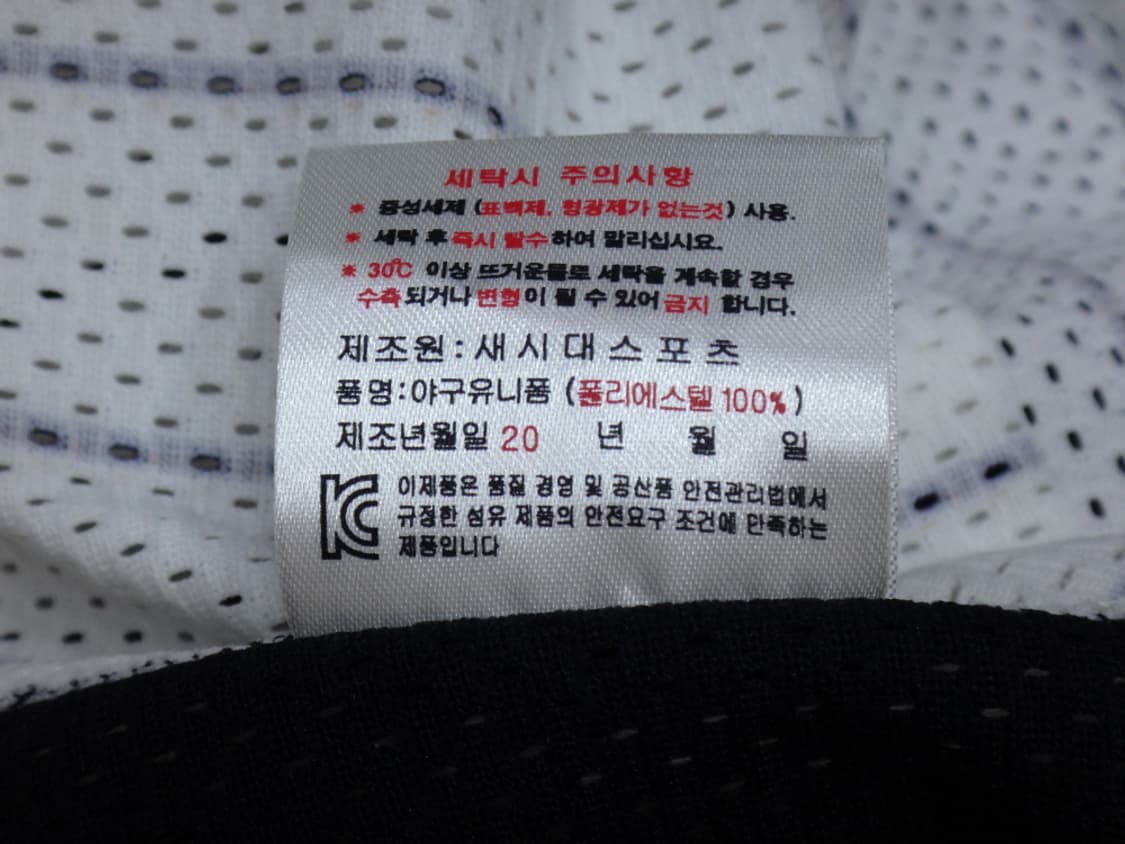 세탁시 주의사항
* 중성세제 (표백제, 형광제가 없는것) 사용.
* 세탁 후 즉시 탈수하여 말리십시요.
* 30℃ 이상 뜨거운물로 세탁을 계속할 경우
수축되거나 변형이 될 수 있어 금지 합니다.
제조원:새시대스포츠
품명:야구유니폼 (폴리에스텔 100%)
제조년월일 20 년 월 일
이제품은 품질 경영 및 공산품 안전관리법에서
규정한 섬유 제품의 안전요구 조건에 만족하는
제품입니다